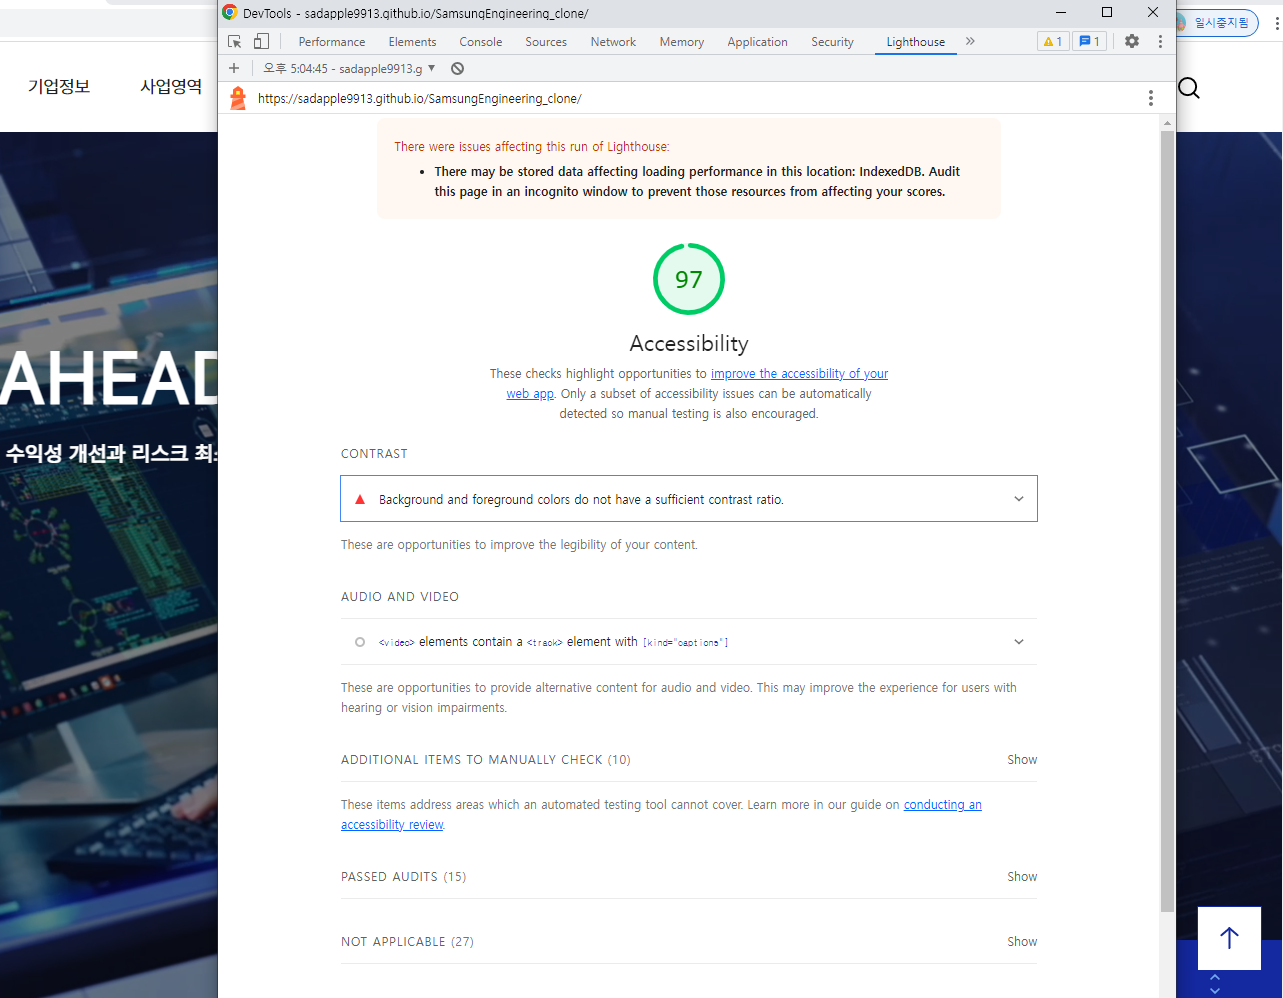 DevTools - sadapple9913.github.io/SamsungEngineering_clone/
일시중지됨
Performance Elements Console Sources Network Memory Application Security Lighthouse » 1 1
오후 5:04:45 - sadapple9913.g
https://sadapple9913.github.io/SamsungEngineering_clone/
기업정보 사업영역
There were issues affecting this run of Lighthouse:
• There may be stored data affecting loading performance in this location: IndexedDB. Audit
this page in an incognito window to prevent those resources from affecting your scores.
97
Accessibility
These checks highlight opportunities to improve the accessibility of your
web app. Only a subset of accessibility issues can be automatically
detected so manual testing is also encouraged.
AHEAD
수익성 개선과 리스크 최소
CONTRAST
Background and foreground colors do not have a sufficient contrast ratio.
These are opportunities to improve the legibility of your content.
AUDIO AND VIDEO
<video> elements contain a <track> element with [kind="captions"]
These are opportunities to provide alternative content for audio and video. This may improve the experience for users with
hearing or vision impairments.
ADDITIONAL ITEMS TO MANUALLY CHECK (10) Show
These items address areas which an automated testing tool cannot cover. Learn more in our guide on conducting an
accessibility review.
PASSED AUDITS (15) Show
NOT APPLICABLE (27) Show